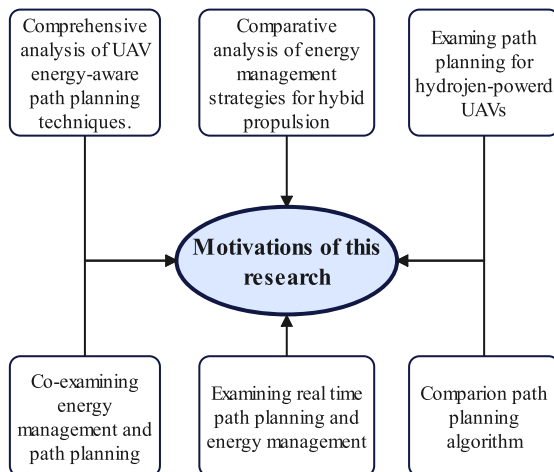 Comprehensive
analysis of UAV
energy-aware
path planning
techniques.
Comparative
analysis of energy
management
strategies for hybid
propulsion
Examing path
planning for
hydrojen-powerd
UAVs
Motivations of this
research
Co-examining
energy
management and
path planning
Examining real time
path planning and
energy management
Comparion path
planning
algorithm